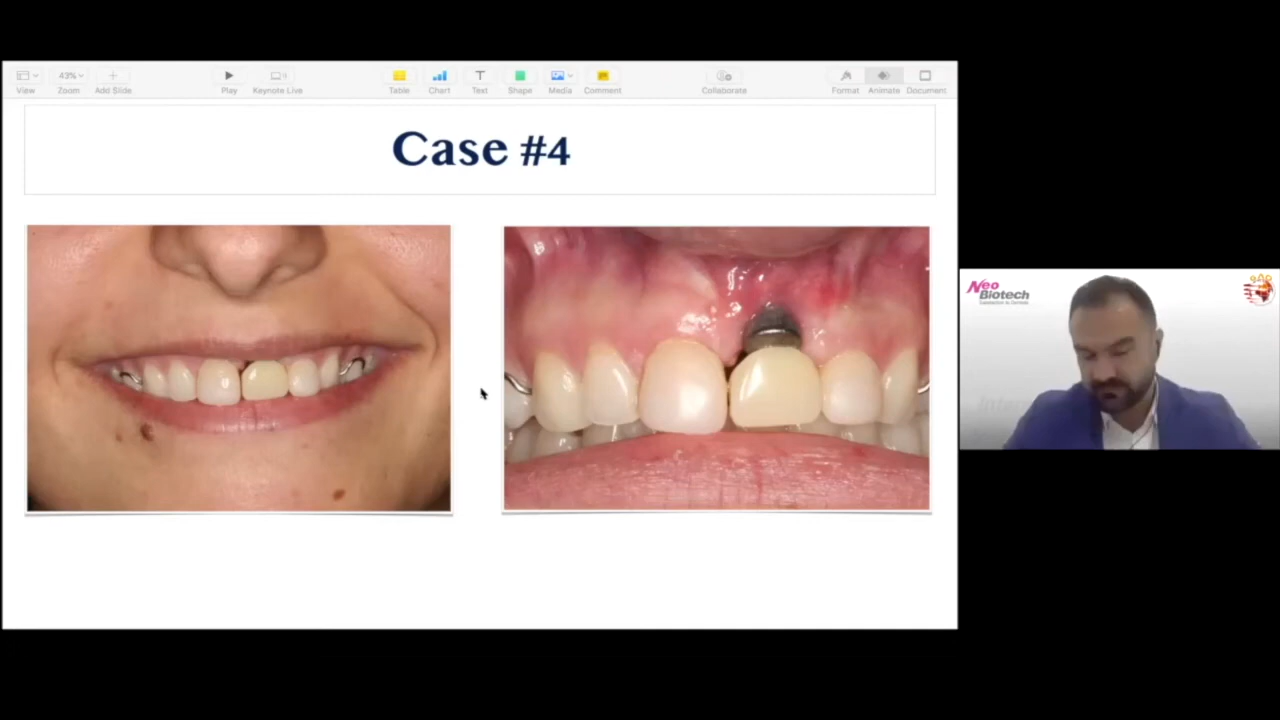 View
43%
Zoom
Add Slide
Play
Keynote Live
Table
Chart
Text
Shape
Media
Comment
Collaborate
Format
Animate
Document
Case #4
Neo
Biotech